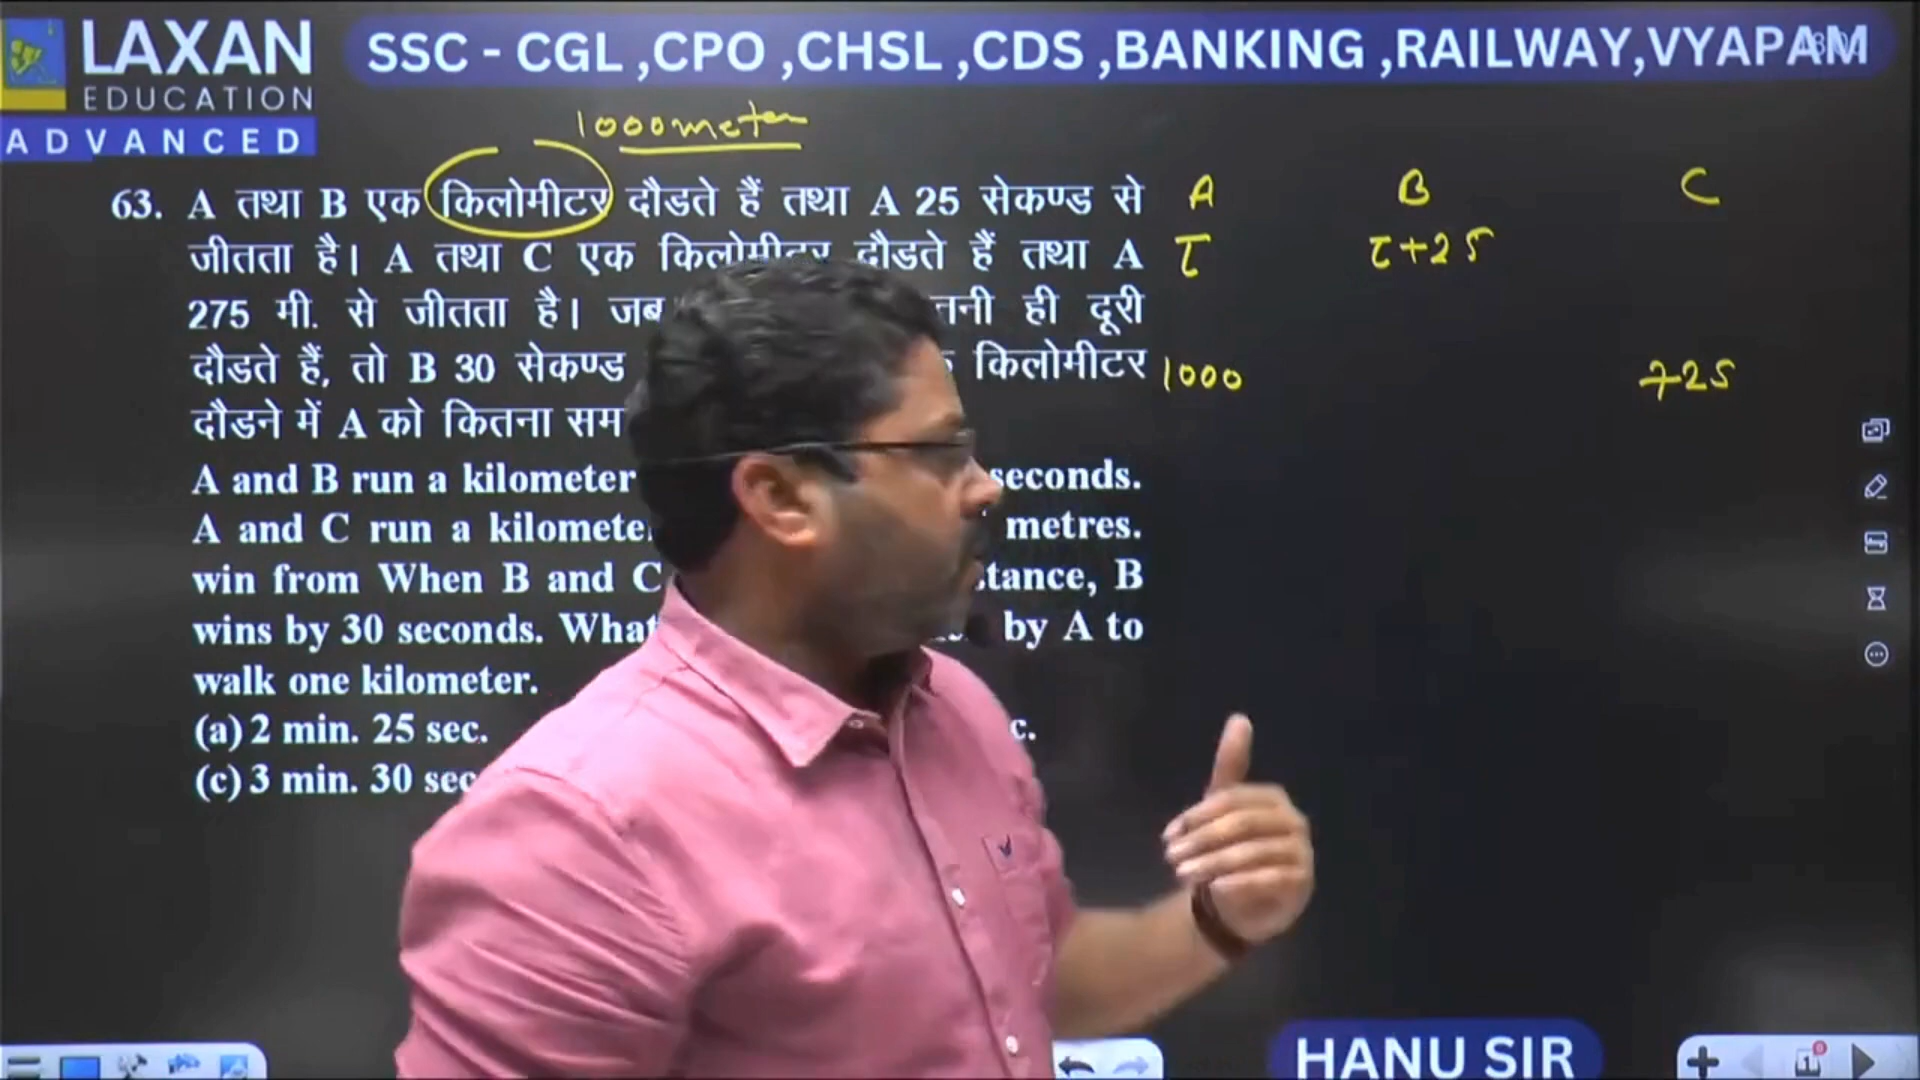 LAXAN
EDUCATION
ADVANCED
SSC - CGL ,CPO ,CHSL ,CDS ,BANKING ,RAILWAY,VYAPAM
1000 meter
63. A तथा B एक किलोमीटर दौडते हैं तथा A 25 सेकण्ड से
जीतता है। A तथा C एक किलोमीटर दौडते हैं तथा A
275 मी. से जीतता है। जब ही दूरी
दौडते हैं, तो B 30 सेकण्ड किलोमीटर
दौडने में A को कितना
A and B run a kilometer seconds.
A and C run a metres.
win from When B and C B
wins by 30 seconds. What by A to
walk one kilometer.
(a) 2 min. 25 sec.
(c) 3 min. 30
A B C
T T+25
1000 725
HANU SIR